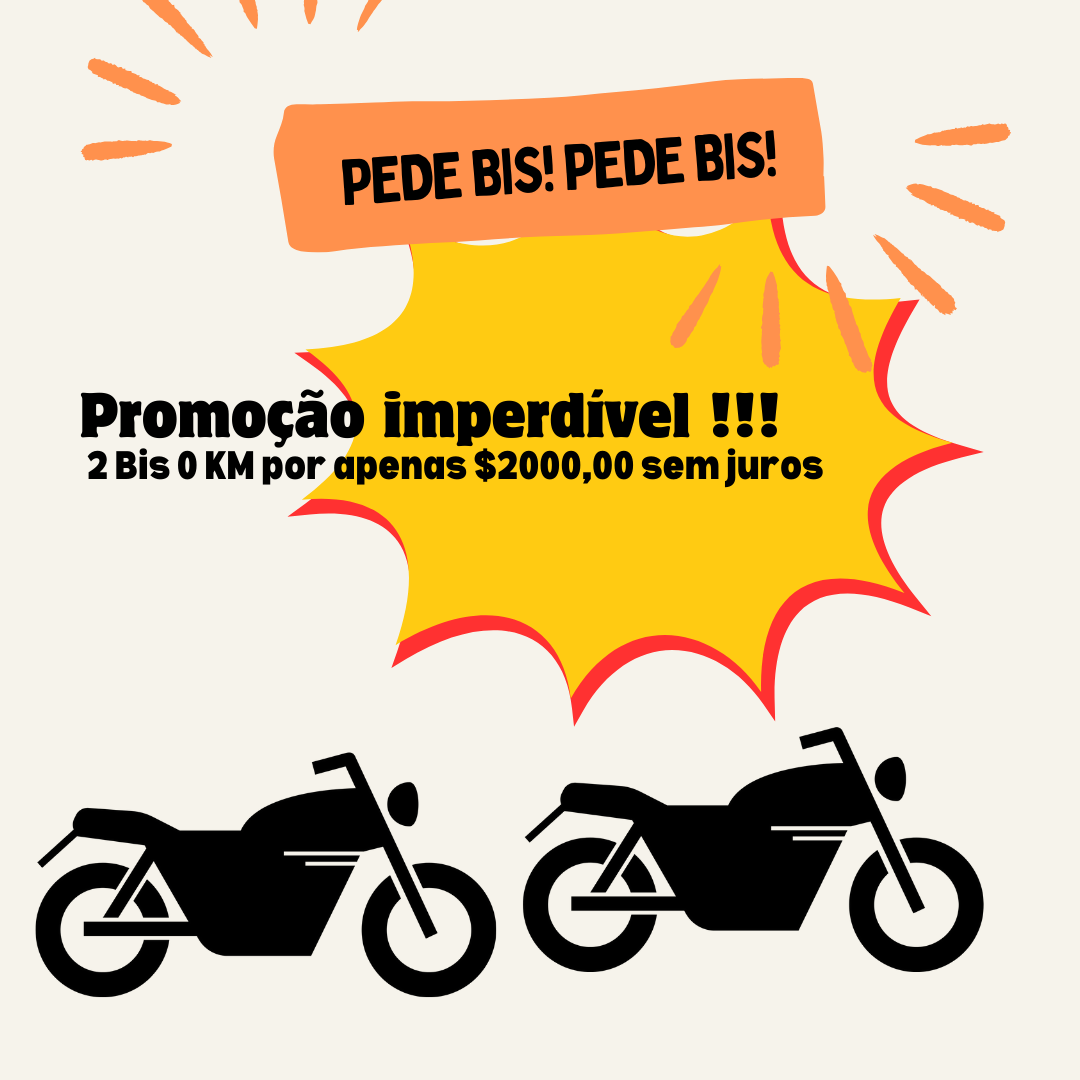 PEDE BIS! PEDE BIS!
Promoção imperdível !!!
2 Bis 0 KM por apenas $2000,00 sem juros